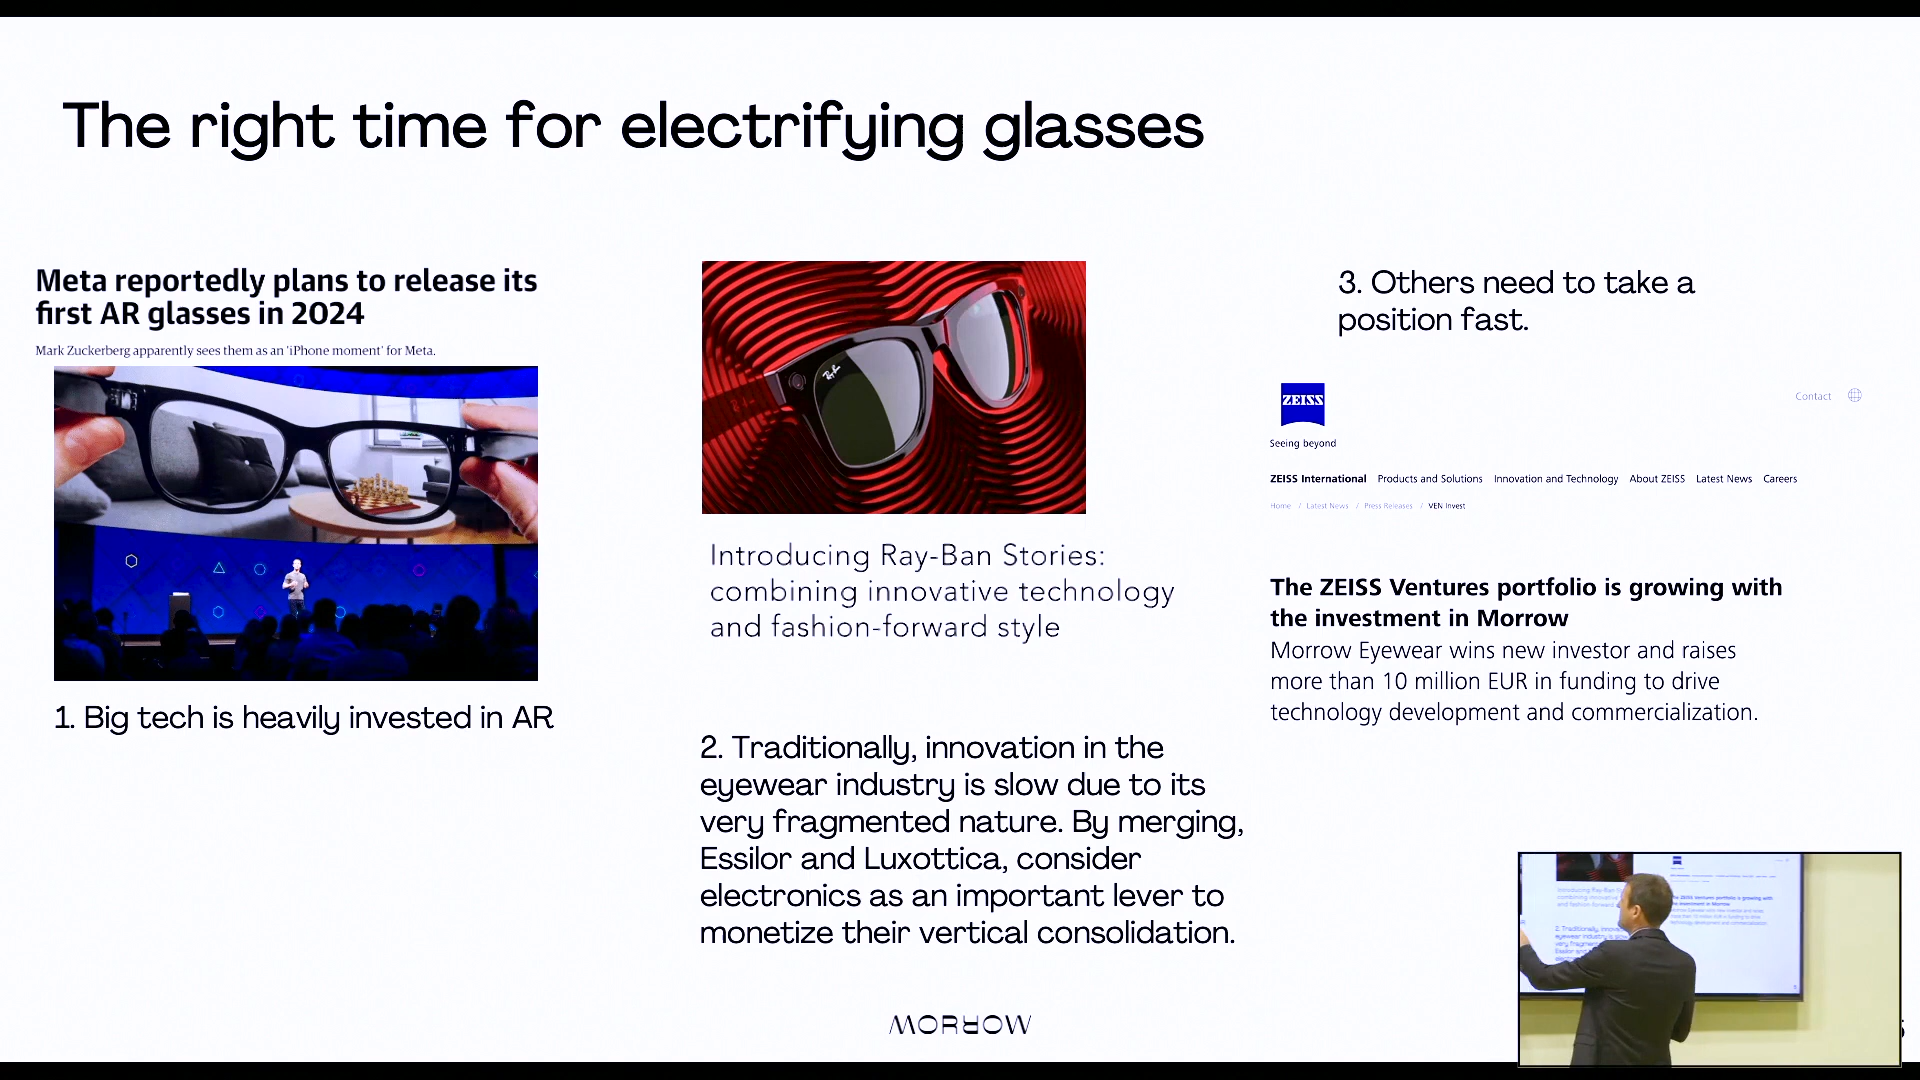 The right time for electrifying glasses
Meta reportedly plans to release its
first AR glasses in 2024
Mark Zuckerberg apparently sees them as an 'iPhone moment' for Meta.
1. Big tech is heavily invested in AR
Ray-Ban
Introducing Ray-Ban Stories:
combining innovative technology
and fashion-forward style
2. Traditionally, innovation in the
eyewear industry is slow due to its
very fragmented nature. By merging,
Essilor and Luxottica, consider
electronics as an important lever to
monetize their vertical consolidation.
3. Others need to take a
position fast.
ZEISS
Seeing beyond
Contact
ZEISS International Products and Solutions Innovation and Technology About ZEISS Latest News Careers
Home / Latest News / Press Releases / VEN Invest
The ZEISS Ventures portfolio is growing with
the investment in Morrow
Morrow Eyewear wins new investor and raises
more than 10 million EUR in funding to drive
technology development and commercialization.
MORROW